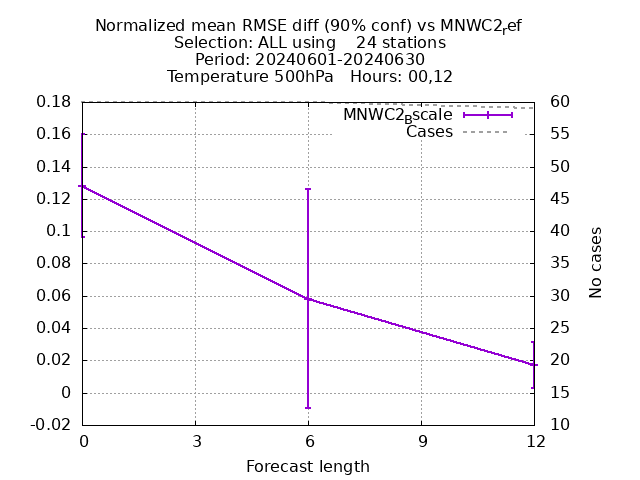 Normalized mean RMSE diff (90% conf) vs MNWC2ref
Selection: ALL using 24 stations
Period: 20240601-20240630
Temperature 500hPa Hours: 00,12
MNWC2Bscale
Cases
0.18
0.16
0.14
0.12
0.1
0.08
0.06
0.04
0.02
0
-0.02
60
55
50
45
40
35
30
25
20
15
10
No cases
0 3 6 9 12
Forecast length